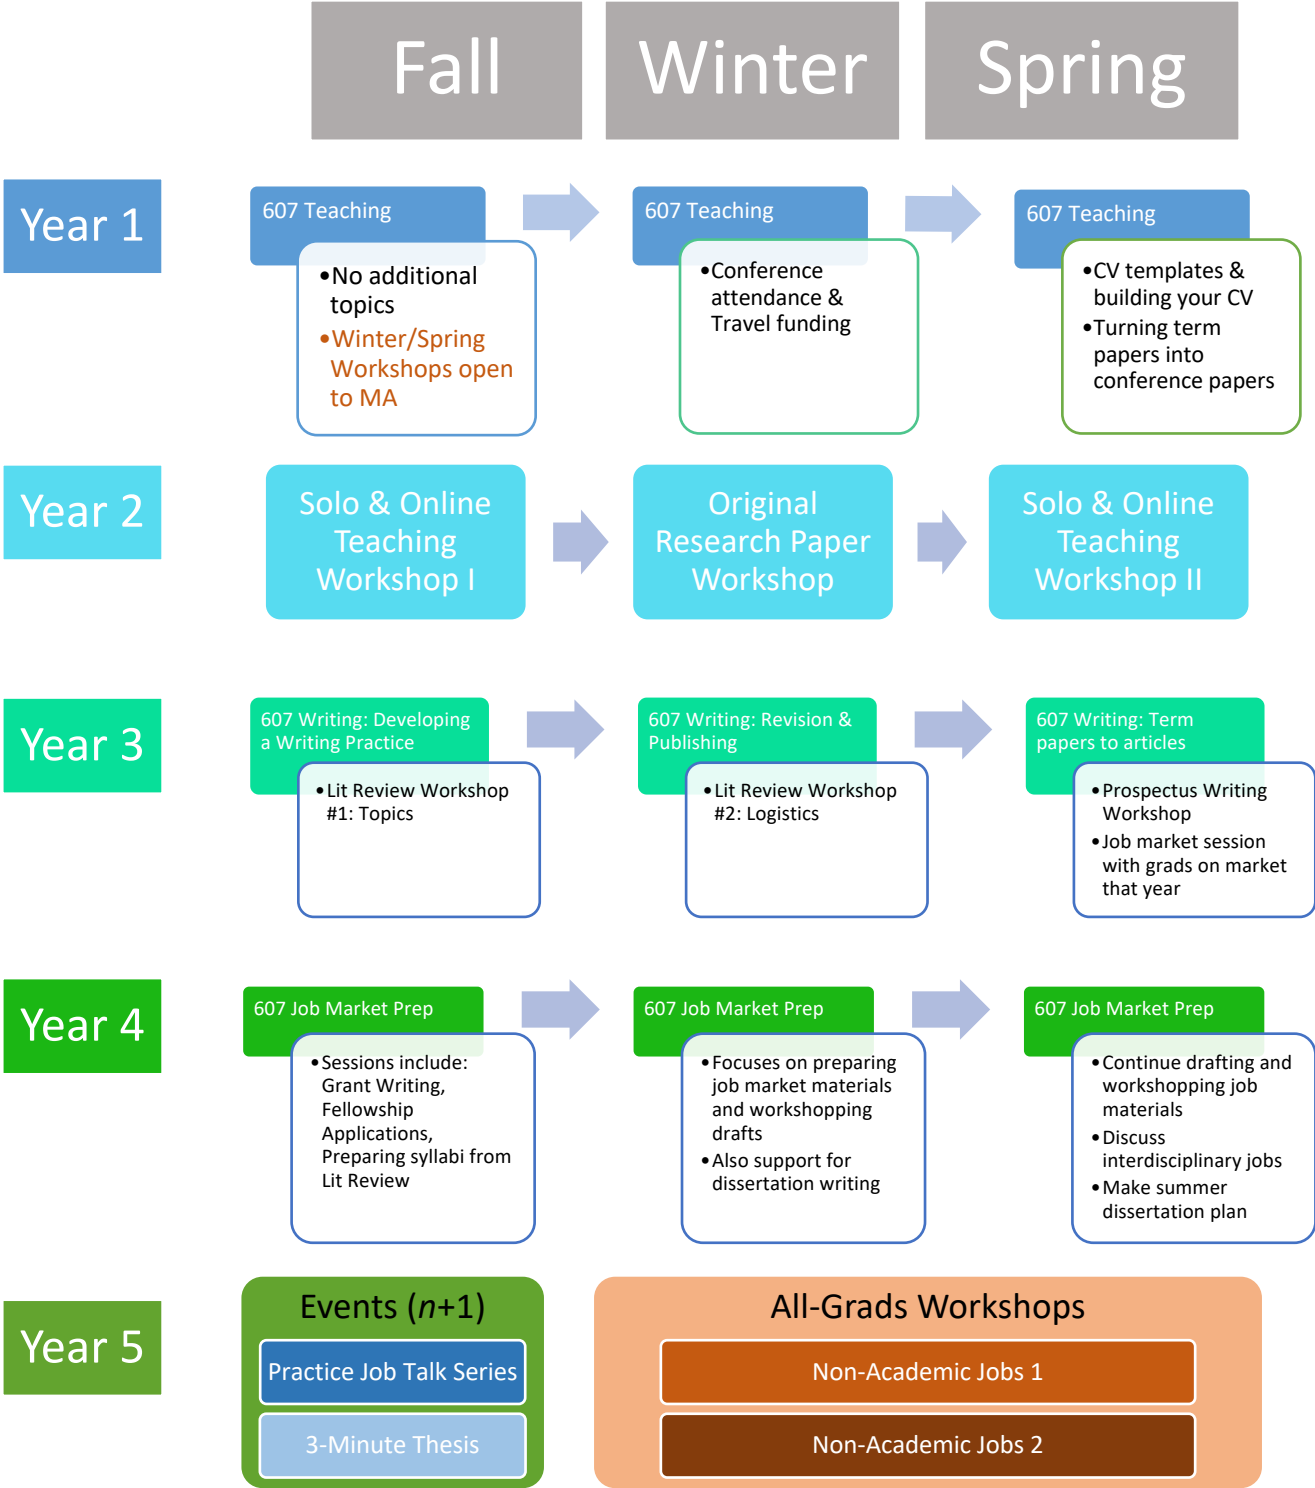 Fall
Winter
Spring
Year 1
607 Teaching
•No additional
topics
•Winter/Spring
Workshops open
to MA
607 Teaching
•Conference
attendance &
Travel funding
607 Teaching
•CV templates &
building your CV
•Turning term
papers into
conference papers
Year 2
Solo & Online
Teaching
Workshop I
Original
Research Paper
Workshop
Solo & Online
Teaching
Workshop II
Year 3
607 Writing: Developing
a Writing Practice
•Lit Review Workshop
#1: Topics
607 Writing: Revision &
Publishing
•Lit Review Workshop
#2: Logistics
607 Writing: Term
papers to articles
•Prospectus Writing
Workshop
•Job market session
with grads on market
that year
Year 4
607 Job Market Prep
•Sessions include:
Grant Writing,
Fellowship
Applications,
Preparing syllabi from
Lit Review
607 Job Market Prep
•Focuses on preparing
job market materials
and workshopping
drafts
•Also support for
dissertation writing
607 Job Market Prep
•Continue drafting and
workshopping job
materials
•Discuss
interdisciplinary jobs
•Make summer
dissertation plan
Year 5
Events (n+1)
Practice Job Talk Series
3-Minute Thesis
All-Grads Workshops
Non-Academic Jobs 1
Non-Academic Jobs 2